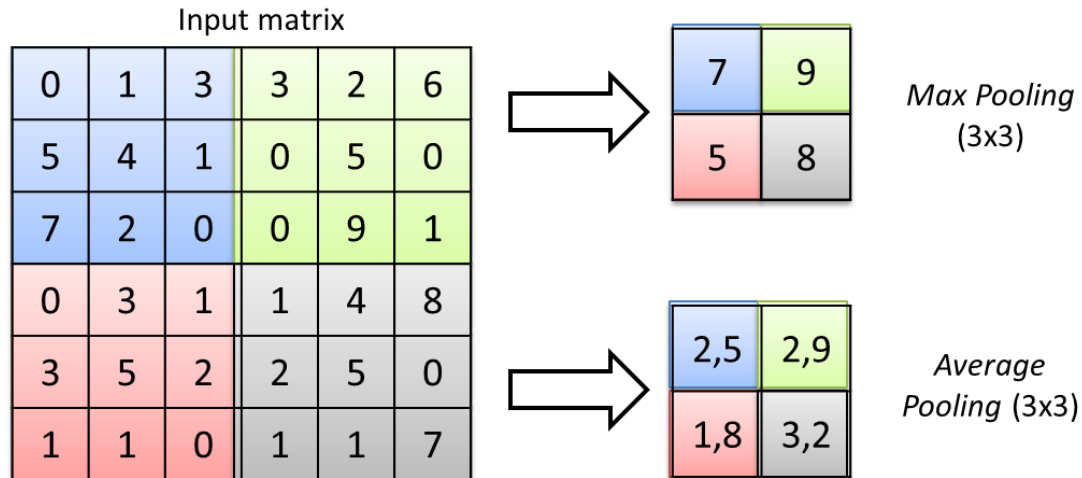 Input matrix
0 1 3 3 2 6
5 4 1 0 5 0
7 2 0 0 9 1
0 3 1 1 4 8
3 5 2 2 5 0
1 1 0 1 1 7
7 9
5 8
Max Pooling
(3x3)
2,5 2,9
1,8 3,2
Average
Pooling (3x3)